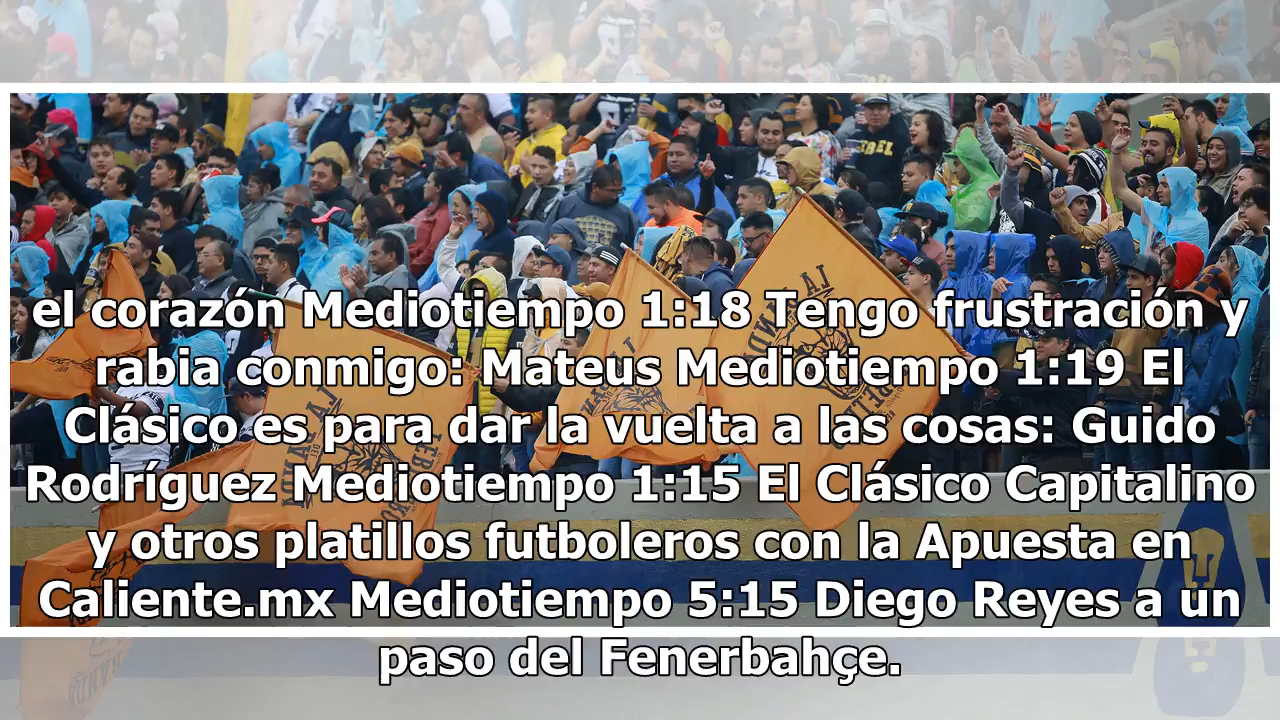 el corazón Mediotiempo 1:18 Tengo frustración y
rabia conmigo: Mateus Mediotiempo 1:19 El
Clásico es para dar la vuelta a las cosas: Guido
Rodríguez Mediotiempo 1:15 El Clásico Capitalino
y otros platillos futboleros con la Apuesta en
Caliente.mx Mediotiempo 5:15 Diego Reyes a un
paso del Fenerbahçe.